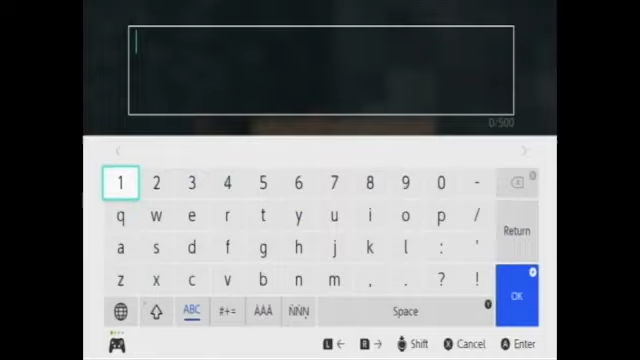 0/500
1 2 3 4 5 6 7 8 9 0 -
q w e r t y u i o p /
Return
a s d f g h j k l : '
z x c v b n m , . ? !
OK
ABC #+= ÀÀÀ ÑÑÑ Space
L ← R → Shift X Cancel A Enter